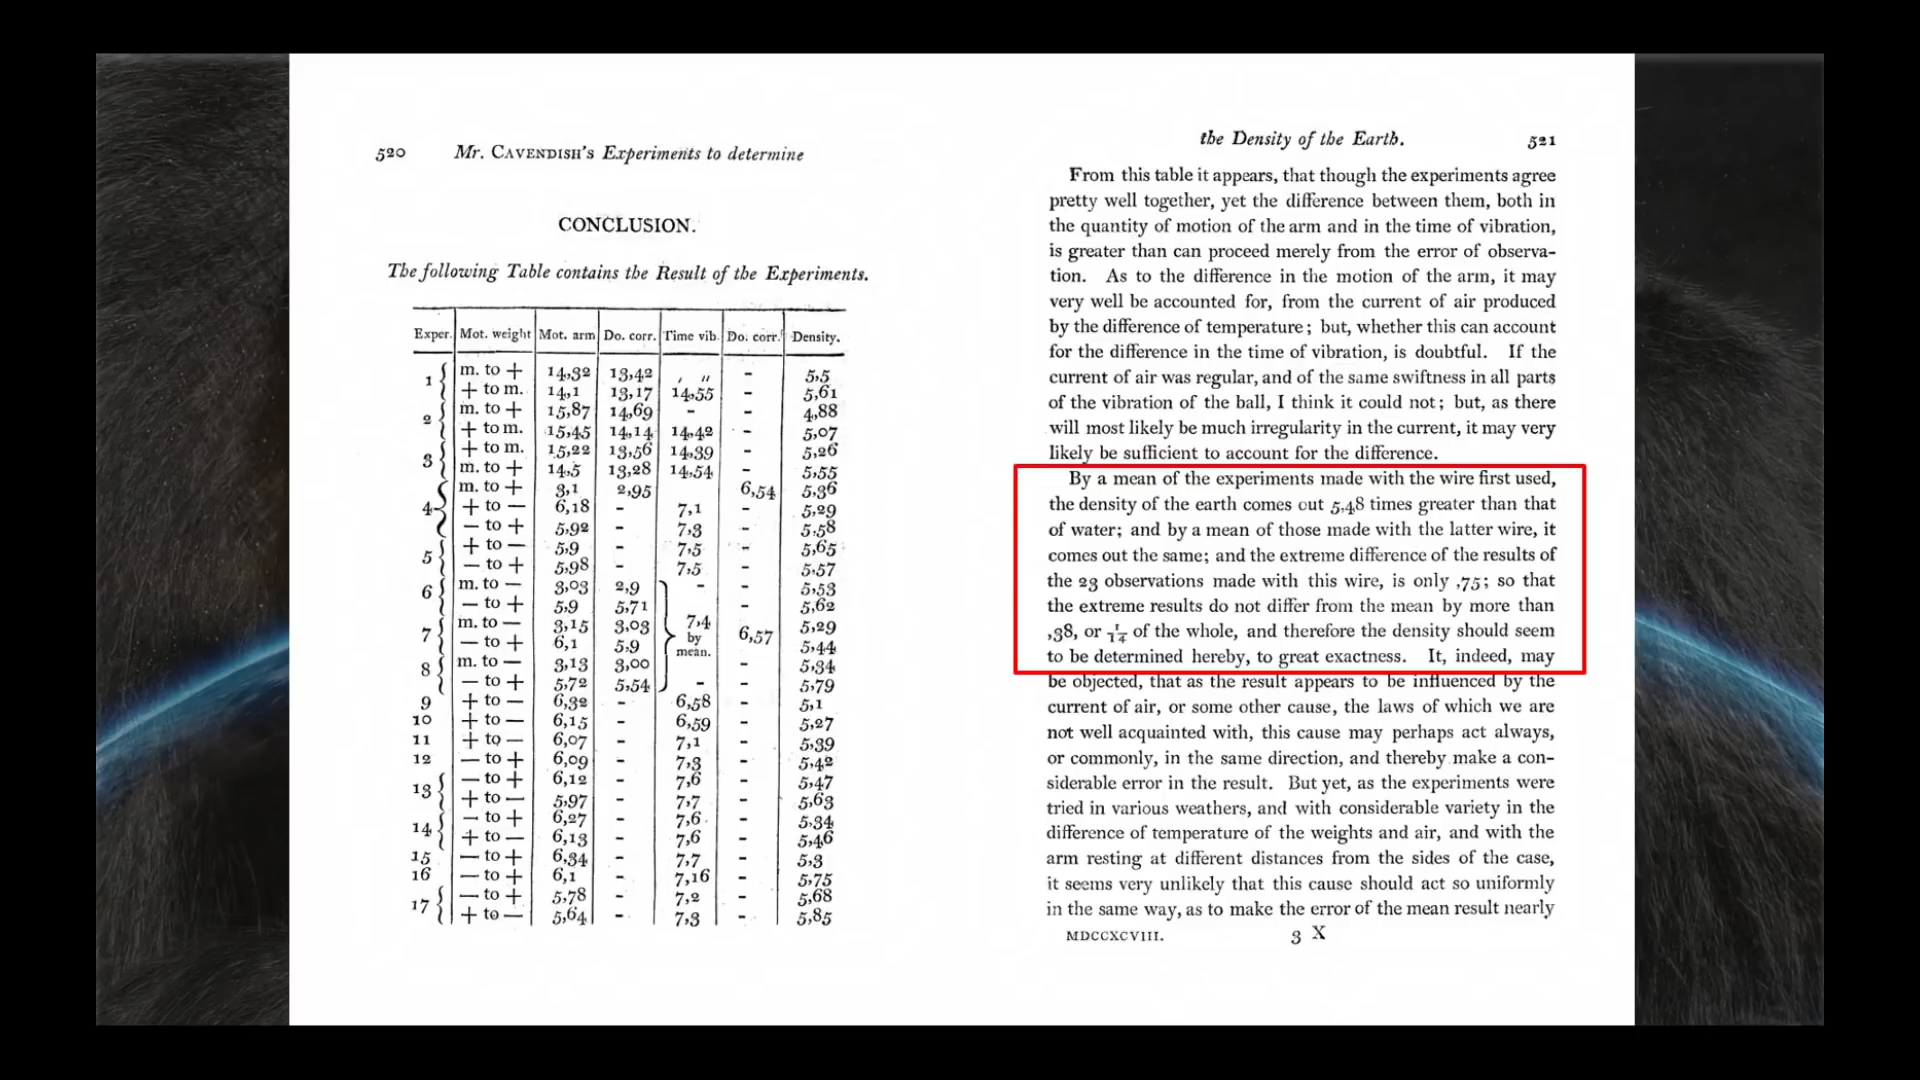 520 Mr. CAVENDISH's Experiments to determine
CONCLUSION.
The following Table contains the Result of the Experiments.
Exper. Mot. weight Mot. arm Do. corr. Time vib. Do. corr. Density.
1 { m. to + 14,32 13,42 ′ ″ - 5,5
+ to m. 14,1 13,17 14,55 - 5,61
2 { m. to + 15,87 14,69 - - 4,88
+ to m. 15,45 14,14 14,42 - 5,07
3 { + to m. 15,22 13,56 14,39 - 5,26
m. to + 14,5 13,28 14,54 - 5,55
4 { m. to + 3,1 2,95 6,54 5,36
+ to — 6,18 - 7,1 - 5,29
— to + 5,92 - 7,3 - 5,58
5 { + to — 5,9 - 7,5 - 5,65
— to + 5,98 - 7,5 - 5,57
6 { m. to — 3,03 2,9 - - 5,53
— to + 5,9 5,71 - 5,62
7 { m. to — 3,15 3,03 } 7,4 by mean. 6,57 5,29
— to + 6,1 5,9 5,44
8 { m. to — 3,13 3,00 - 5,34
— to + 5,72 5,54 - - 5,79
9 + to — 6,32 - 6,58 - 5,1
10 + to — 6,15 - 6,59 - 5,27
11 + to — 6,07 - 7,1 - 5,39
12 — to + 6,09 - 7,3 - 5,42
13 { — to + 6,12 - 7,6 - 5,47
+ to — 5,97 - 7,7 - 5,63
14 { — to + 6,27 - 7,6 - 5,34
+ to — 6,13 - 7,6 - 5,46
15 — to + 6,34 - 7,7 - 5,3
16 — to + 6,1 - 7,16 - 5,75
17 { — to + 5,78 - 7,2 - 5,68
+ to — 5,64 - 7,3 - 5,85
the Density of the Earth. 521
From this table it appears, that though the experiments agree
pretty well together, yet the difference between them, both in
the quantity of motion of the arm and in the time of vibration,
is greater than can proceed merely from the error of observa-
tion. As to the difference in the motion of the arm, it may
very well be accounted for, from the current of air produced
by the difference of temperature; but, whether this can account
for the difference in the time of vibration, is doubtful. If the
current of air was regular, and of the same swiftness in all parts
of the vibration of the ball, I think it could not; but, as there
will most likely be much irregularity in the current, it may very
likely be sufficient to account for the difference.
By a mean of the experiments made with the wire first used,
the density of the earth comes out 5,48 times greater than that
of water; and by a mean of those made with the latter wire, it
comes out the same; and the extreme difference of the results of
the 23 observations made with this wire, is only ,75; so that
the extreme results do not differ from the mean by more than
,38, or 1/14 of the whole, and therefore the density should seem
to be determined hereby, to great exactness. It, indeed, may
be objected, that as the result appears to be influenced by the
current of air, or some other cause, the laws of which we are
not well acquainted with, this cause may perhaps act always,
or commonly, in the same direction, and thereby make a con-
siderable error in the result. But yet, as the experiments were
tried in various weathers, and with considerable variety in the
difference of temperature of the weights and air, and with the
arm resting at different distances from the sides of the case,
it seems very unlikely that this cause should act so uniformly
in the same way, as to make the error of the mean result nearly
MDCCXCVIII. 3 X